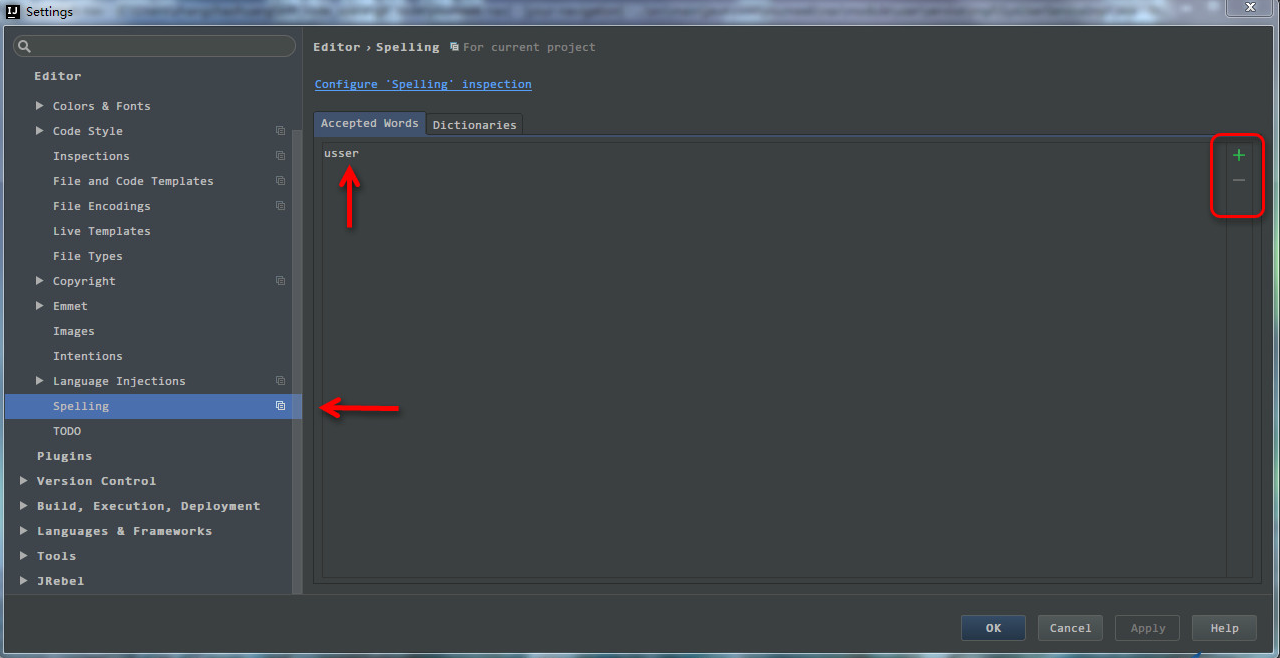 IJ Settings
Editor
Colors & Fonts
Code Style
Inspections
File and Code Templates
File Encodings
Live Templates
File Types
Copyright
Emmet
Images
Intentions
Language Injections
Spelling
TODO
Plugins
Version Control
Build, Execution, Deployment
Languages & Frameworks
Tools
JRebel
Editor › Spelling For current project
Configure 'Spelling' inspection
Accepted Words Dictionaries
usser
OK Cancel Apply Help